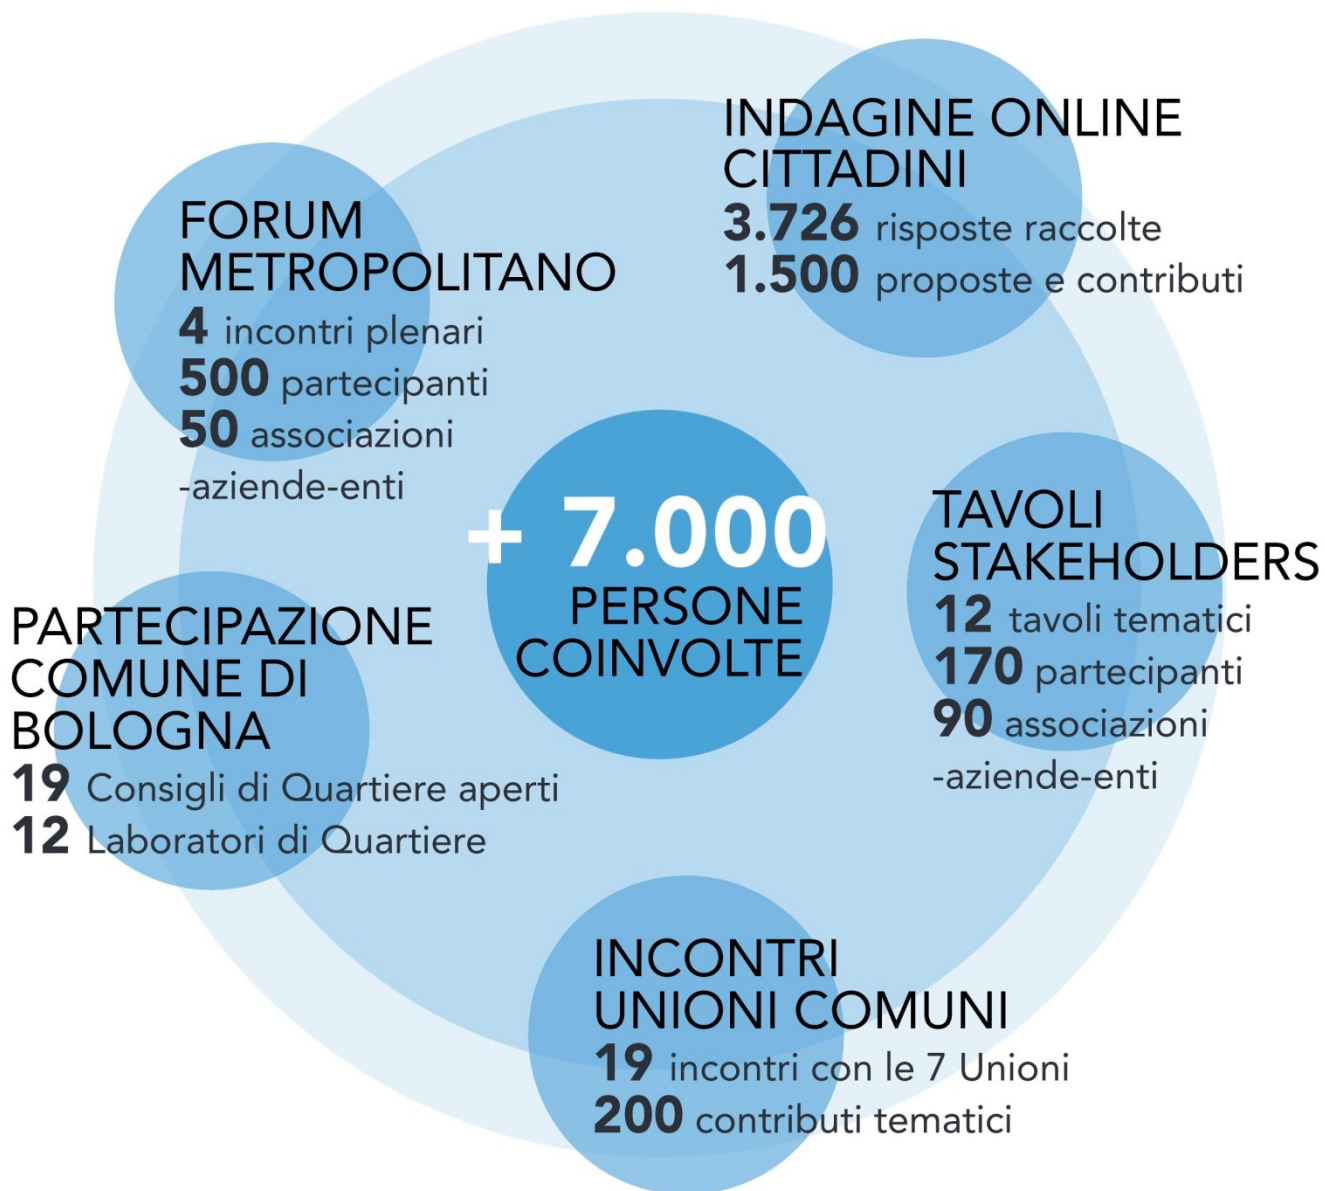 INDAGINE ONLINE
CITTADINI
3.726 risposte raccolte
1.500 proposte e contributi
FORUM
METROPOLITANO
4 incontri plenari
500 partecipanti
50 associazioni
-aziende-enti
+ 7.000
PERSONE
COINVOLTE
TAVOLI
STAKEHOLDERS
12 tavoli tematici
170 partecipanti
90 associazioni
-aziende-enti
PARTECIPAZIONE
COMUNE DI
BOLOGNA
19 Consigli di Quartiere aperti
12 Laboratori di Quartiere
INCONTRI
UNIONI COMUNI
19 incontri con le 7 Unioni
200 contributi tematici